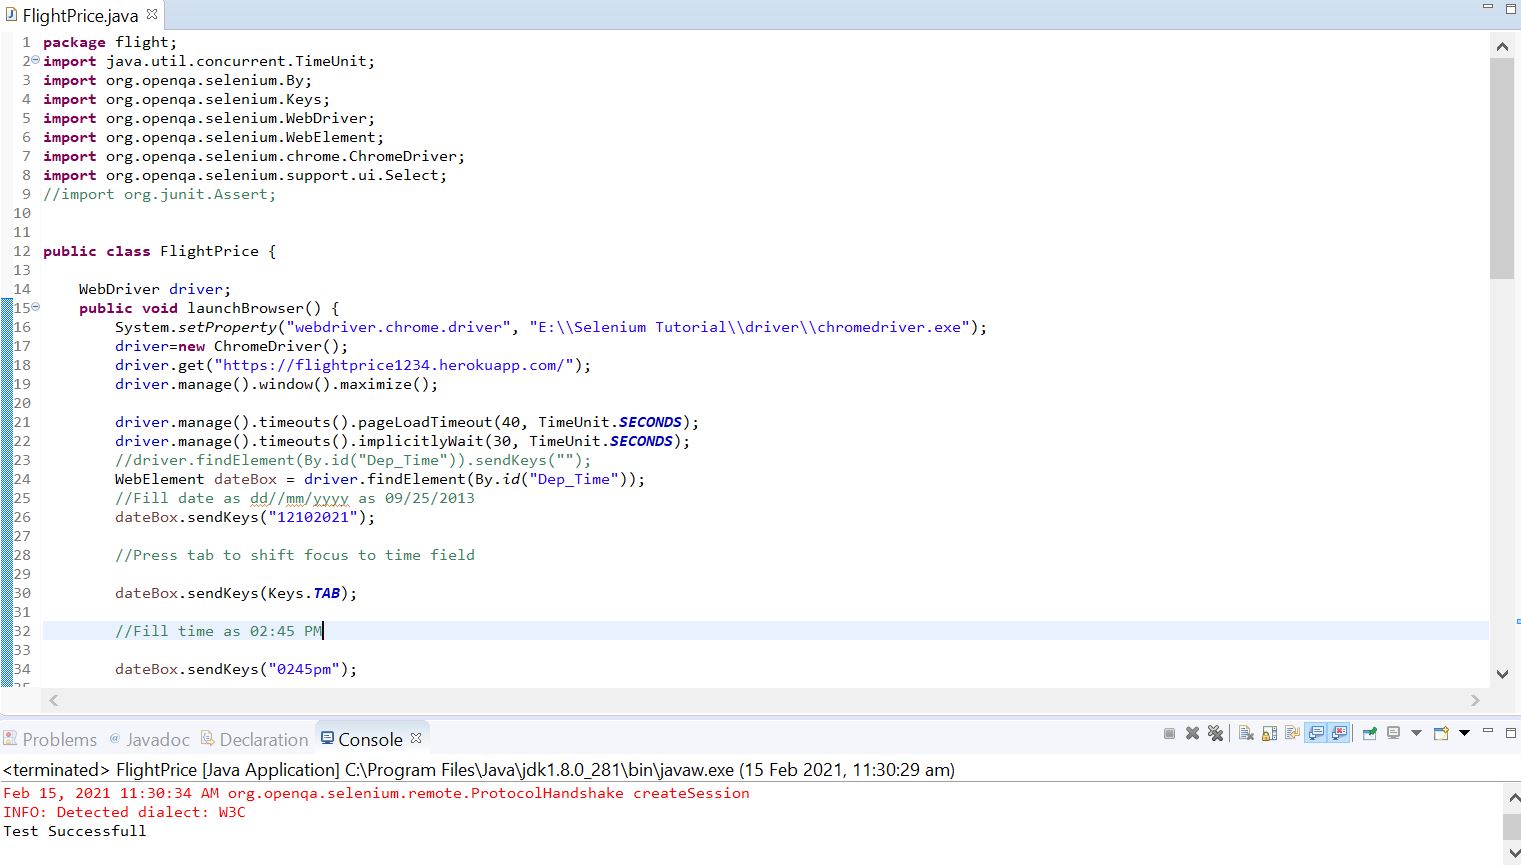 FlightPrice.java
1 package flight;
2 import java.util.concurrent.TimeUnit;
3 import org.openqa.selenium.By;
4 import org.openqa.selenium.Keys;
5 import org.openqa.selenium.WebDriver;
6 import org.openqa.selenium.WebElement;
7 import org.openqa.selenium.chrome.ChromeDriver;
8 import org.openqa.selenium.support.ui.Select;
9 //import org.junit.Assert;
10
11
12 public class FlightPrice {
13
14     WebDriver driver;
15     public void launchBrowser() {
16         System.setProperty("webdriver.chrome.driver", "E:\\Selenium Tutorial\\driver\\chromedriver.exe");
17         driver=new ChromeDriver();
18         driver.get("https://flightprice1234.herokuapp.com/");
19         driver.manage().window().maximize();
20
21         driver.manage().timeouts().pageLoadTimeout(40, TimeUnit.SECONDS);
22         driver.manage().timeouts().implicitlyWait(30, TimeUnit.SECONDS);
23         //driver.findElement(By.id("Dep_Time")).sendKeys("");
24         WebElement dateBox = driver.findElement(By.id("Dep_Time"));
25         //Fill date as dd//mm/yyyy as 09/25/2013
26         dateBox.sendKeys("12102021");
27
28         //Press tab to shift focus to time field
29
30         dateBox.sendKeys(Keys.TAB);
31
32         //Fill time as 02:45 PM
33
34         dateBox.sendKeys("0245pm");
Problems @ Javadoc Declaration Console
<terminated> FlightPrice [Java Application] C:\Program Files\Java\jdk1.8.0_281\bin\javaw.exe (15 Feb 2021, 11:30:29 am)
Feb 15, 2021 11:30:34 AM org.openqa.selenium.remote.ProtocolHandshake createSession
INFO: Detected dialect: W3C
Test Successfull